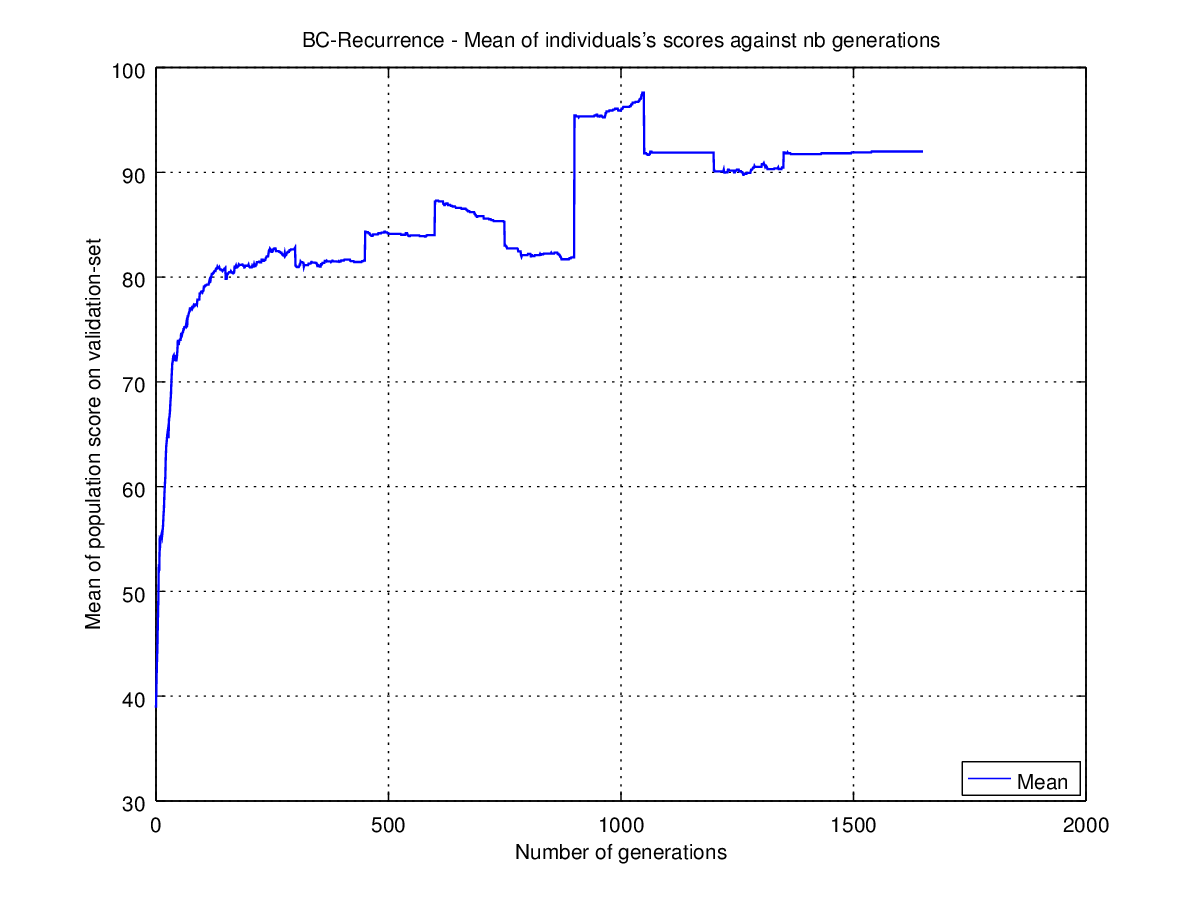 BC-Recurrence - Mean of individuals's scores against nb generations
100
90
80
70
60
50
40
30
Mean of population score on validation-set
Mean
0 500 1000 1500 2000
Number of generations